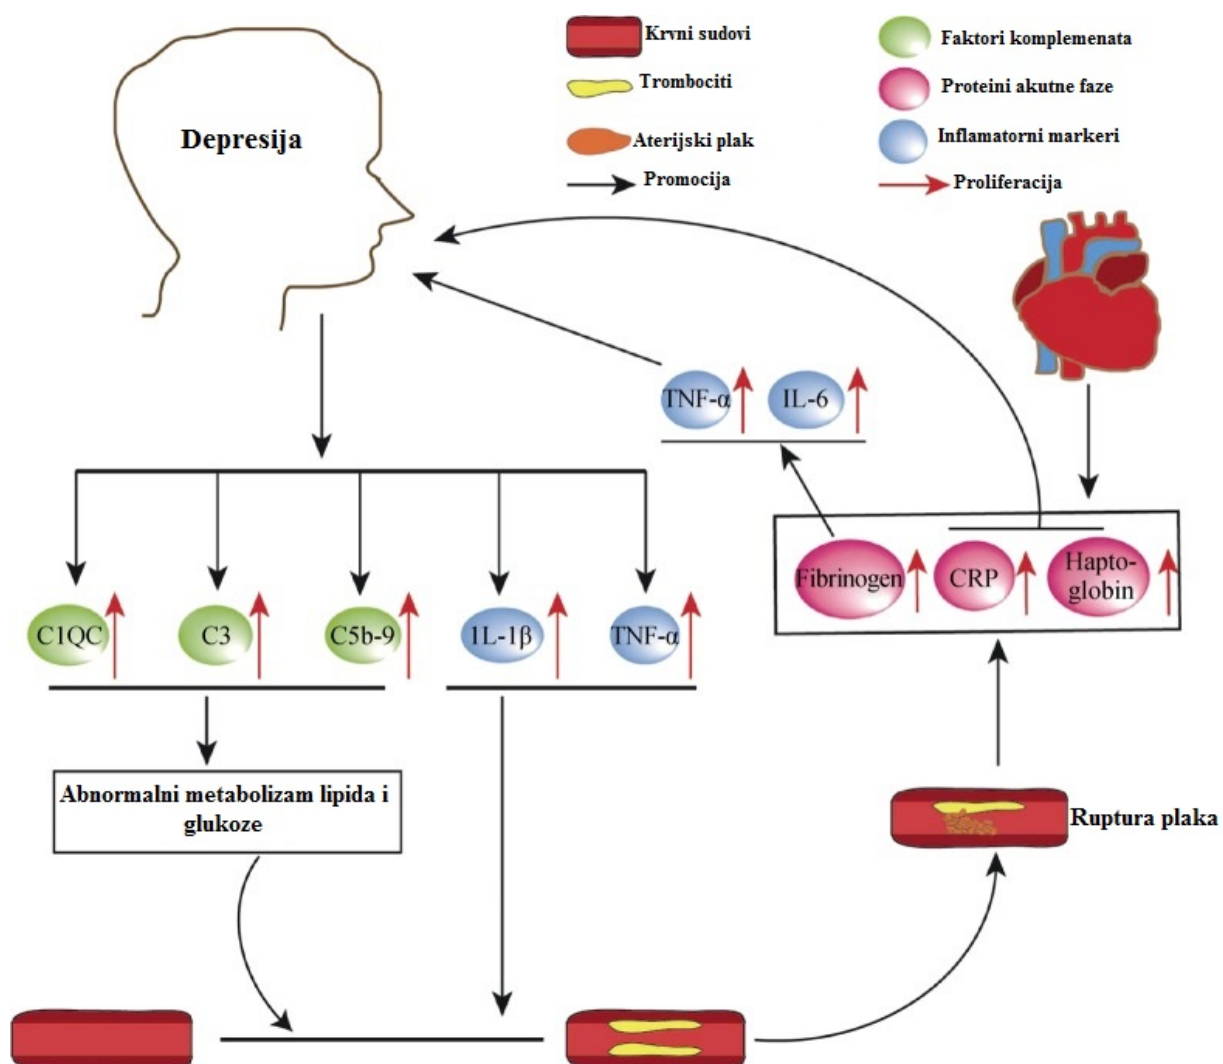 Krvni sudovi
Trombociti
Aterijski plak
Promocija
Faktori komplemenata
Proteini akutne faze
Inflamatorni markeri
Proliferacija
Depresija
TNF-α
IL-6
Fibrinogen
CRP
Hapto-
globin
C1QC
C3
C5b-9
1L-1β
TNF-α
Abnormalni metabolizam lipida i
glukoze
Ruptura plaka